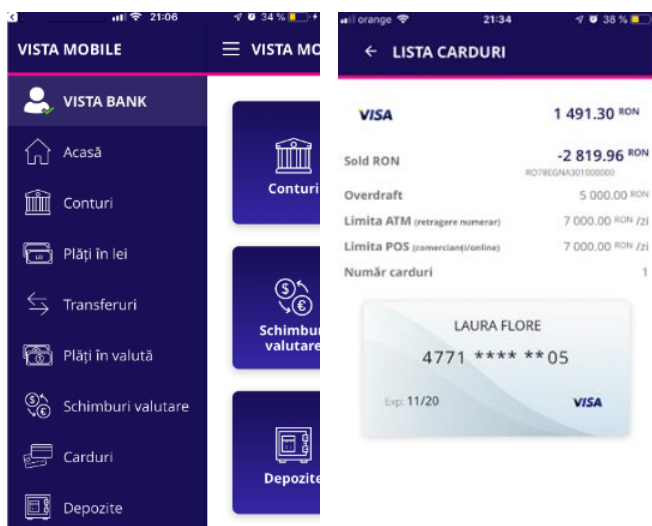 21:06
34 %
VISTA MOBILE
VISTA MO
VISTA BANK
Acasă
Conturi
Plăți în lei
Transferuri
Plăți în valută
Schimburi valutare
Carduri
Depozite
Conturi
Schimbur
valutare
Depozite
orange
21:34
38 %
LISTA CARDURI
VISA
1 491.30 RON
Sold RON
-2 819.96 RON
Overdraft
5 000.00 RON
Limita ATM (retragere numerar)
7 000.00 RON /zi
Limita POS (comercianți/online)
7 000.00 RON /zi
Număr carduri
1
LAURA FLORE
4771 **** **05
Exp: 11/20
VISA